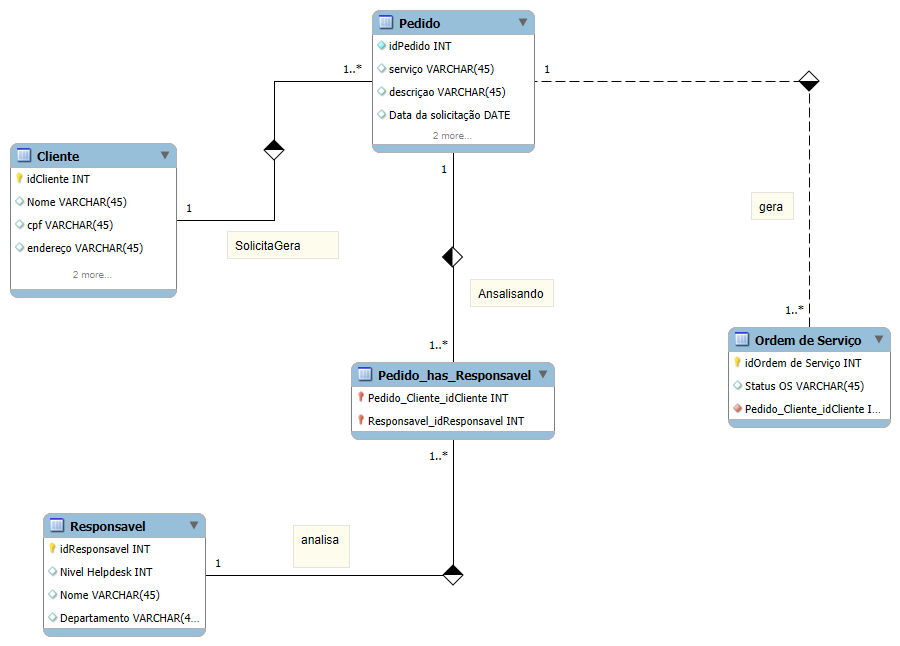 Pedido
idPedido INT
serviço VARCHAR(45)
descriçao VARCHAR(45)
Data da solicitação DATE
2 more...
1..*
1
1
Cliente
idCliente INT
Nome VARCHAR(45)
cpf VARCHAR(45)
endereço VARCHAR(45)
2 more...
1
SolicitaGera
gera
Ansalisando
1..*
1..*
Ordem de Serviço
idOrdem de Serviço INT
Status OS VARCHAR(45)
Pedido_Cliente_idCliente I...
Pedido_has_Responsavel
Pedido_Cliente_idCliente INT
Responsavel_idResponsavel INT
1..*
Responsavel
idResponsavel INT
Nivel Helpdesk INT
Nome VARCHAR(45)
Departamento VARCHAR(4...
1
analisa